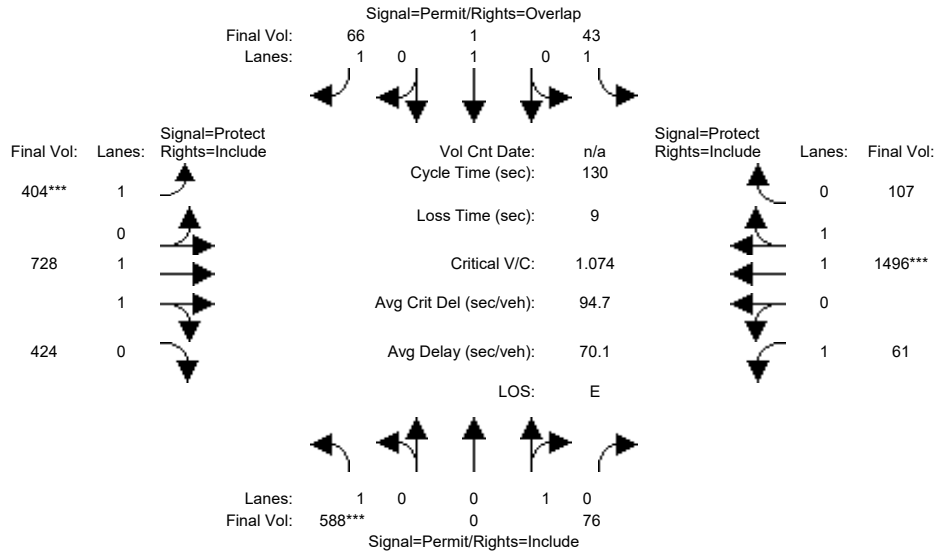 Signal=Permit/Rights=Overlap
Final Vol: 66 1 43
Lanes: 1 0 1 0 1
Signal=Protect Signal=Protect
Final Vol: Lanes: Rights=Include Vol Cnt Date: n/a Rights=Include Lanes: Final Vol:
Cycle Time (sec): 130
404*** 1 0 107
Loss Time (sec): 9
0 1
728 1 Critical V/C: 1.074 1 1496***
1 Avg Crit Del (sec/veh): 94.7 0
424 0 Avg Delay (sec/veh): 70.1 1 61
LOS: E
Lanes: 1 0 0 1 0
Final Vol: 588*** 0 76
Signal=Permit/Rights=Include